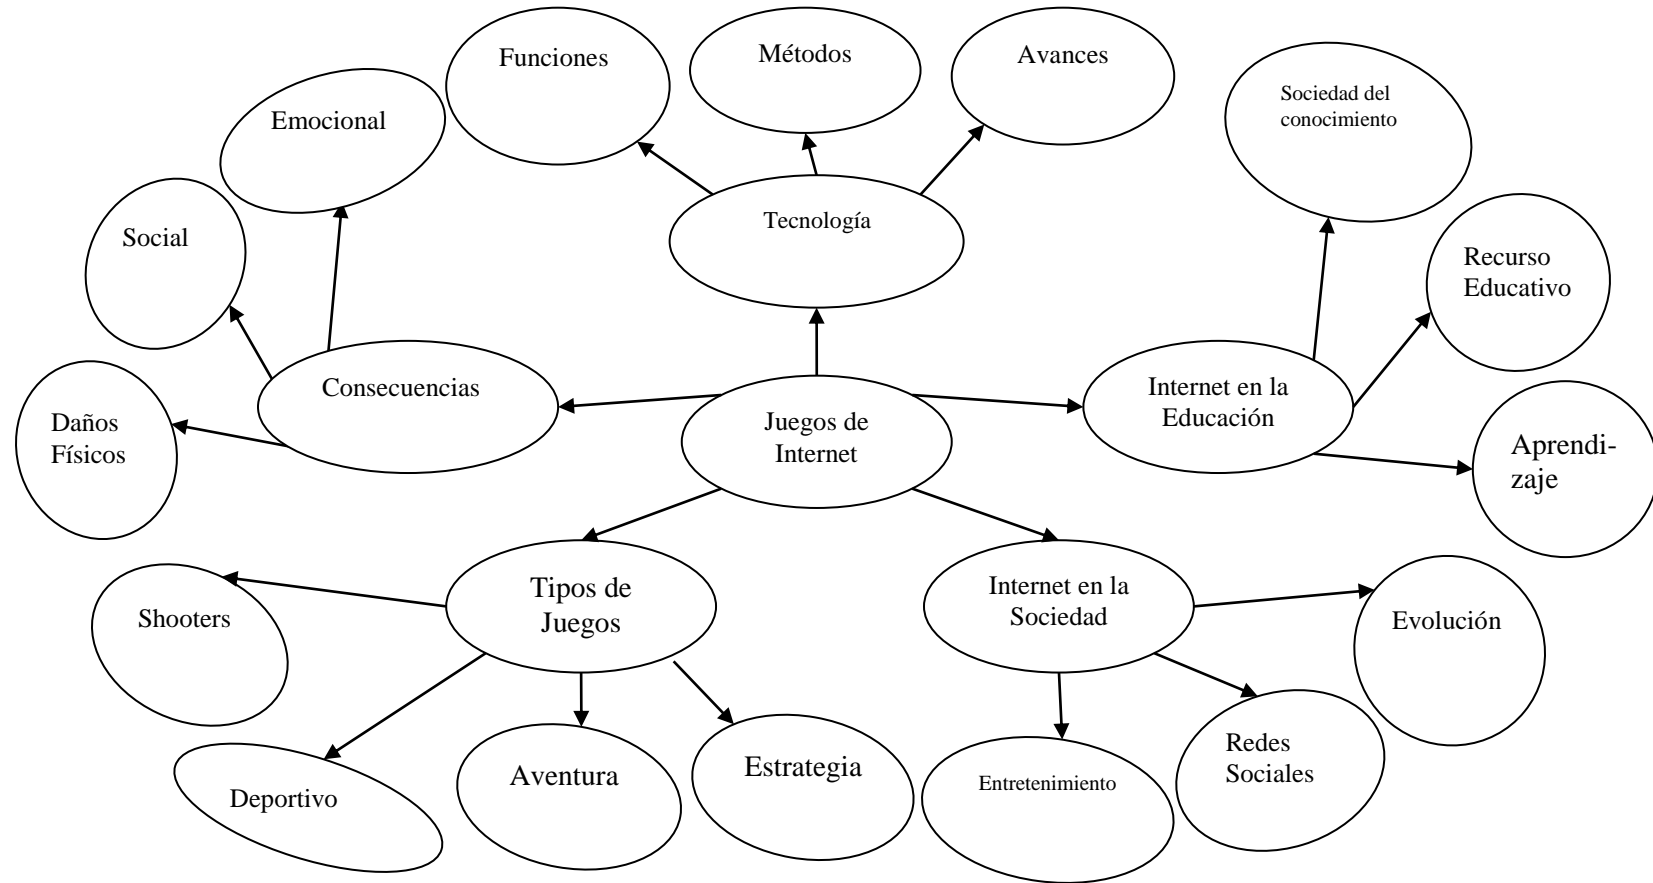 Funciones
Métodos
Avances
Emocional
Sociedad del
conocimiento
Social
Tecnología
Recurso
Educativo
Consecuencias
Internet en la
Educación
Daños
Físicos
Juegos de
Internet
Aprendi-
zaje
Tipos de
Juegos
Internet en la
Sociedad
Shooters
Evolución
Deportivo
Aventura
Estrategia
Entretenimiento
Redes
Sociales